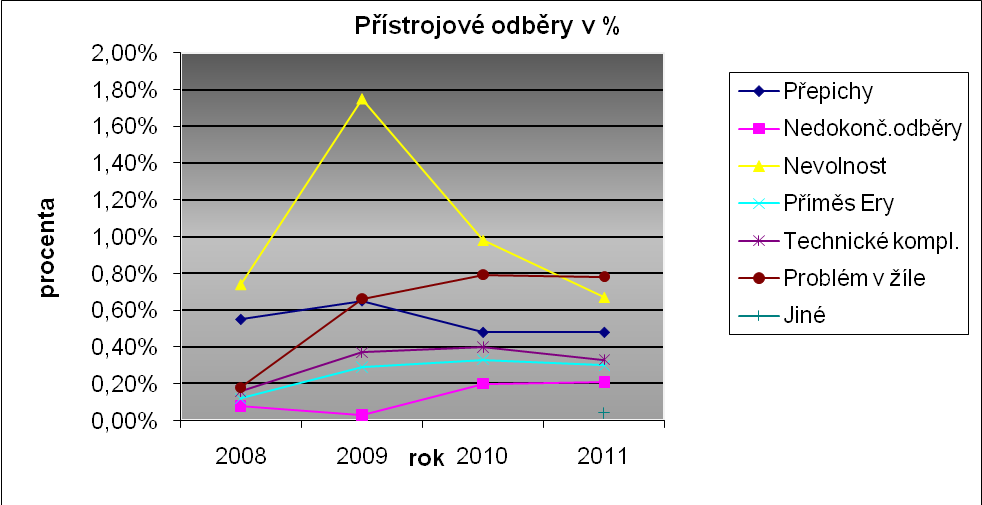 Přístrojové odběry v %
2,00%
1,80%
1,60%
1,40%
1,20%
1,00%
0,80%
0,60%
0,40%
0,20%
0,00%
procenta
2008
2009
2010
2011
rok
Přepichy
Nedokonč.odběry
Nevolnost
Příměs Ery
Technické kompl.
Problém v žíle
Jiné